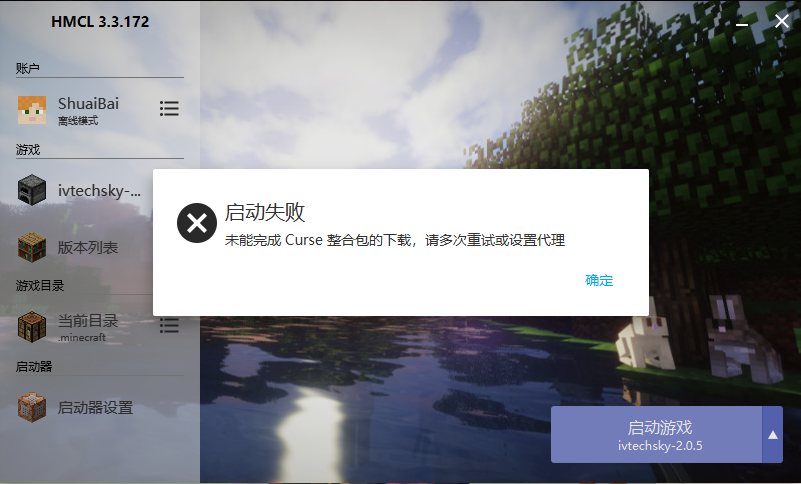 HMCL 3.3.172
账户
ShuaiBai
离线模式
游戏
ivtechsky-...
版本列表
游戏目录
当前目录
.minecraft
启动器
启动器设置
启动失败
未能完成 Curse 整合包的下载，请多次重试或设置代理
确定
启动游戏
ivtechsky-2.0.5